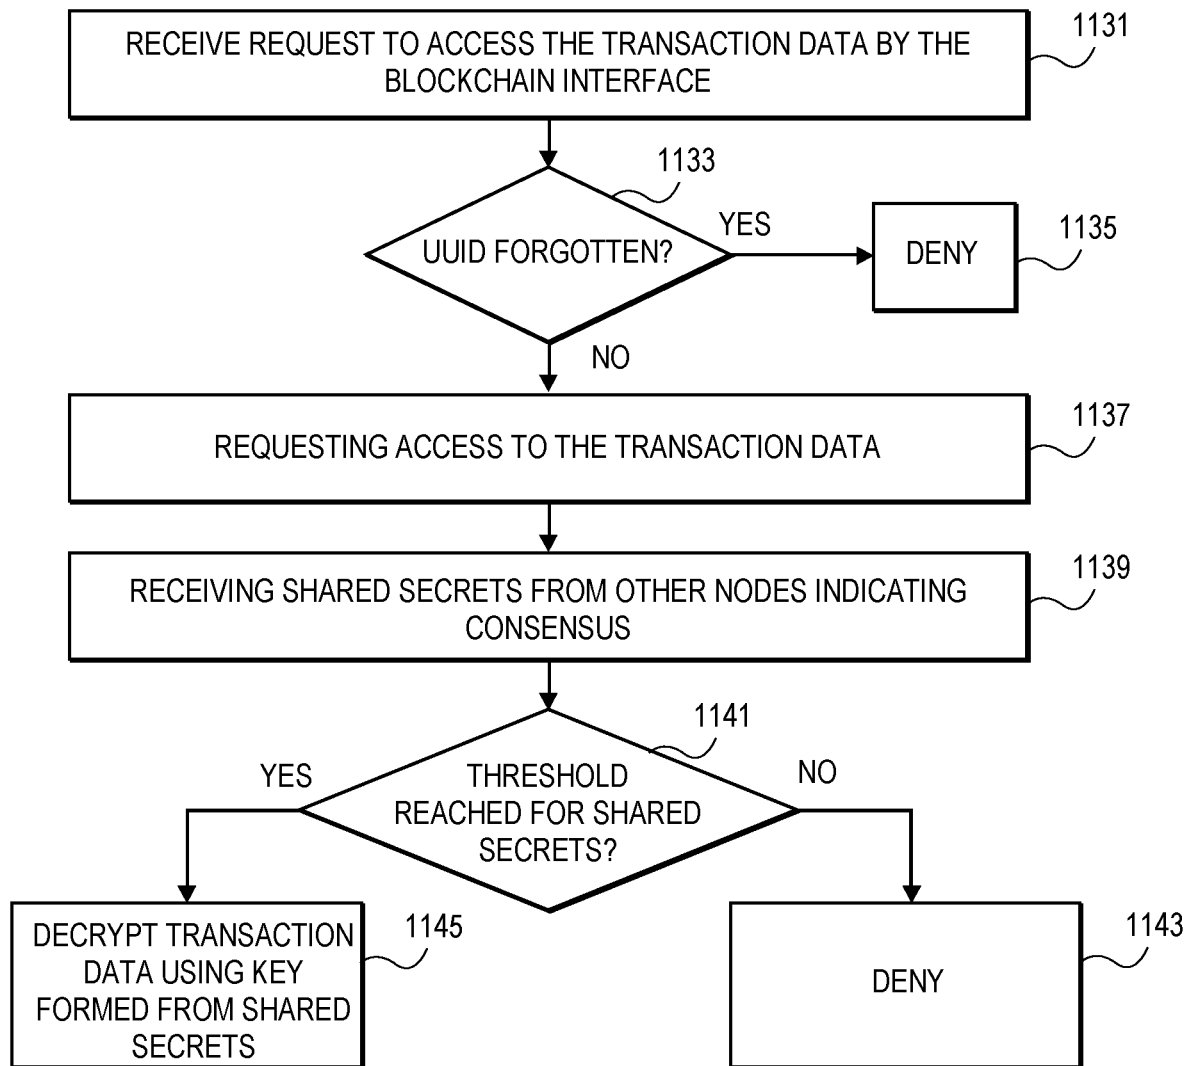 1131
RECEIVE REQUEST TO ACCESS THE TRANSACTION DATA BY THE
BLOCKCHAIN INTERFACE
1133
UUID FORGOTTEN?
YES
DENY
1135
NO
1137
REQUESTING ACCESS TO THE TRANSACTION DATA
1139
RECEIVING SHARED SECRETS FROM OTHER NODES INDICATING
CONSENSUS
1141
YES
THRESHOLD
REACHED FOR SHARED
SECRETS?
NO
DECRYPT TRANSACTION
DATA USING KEY
FORMED FROM SHARED
SECRETS
1145
DENY
1143